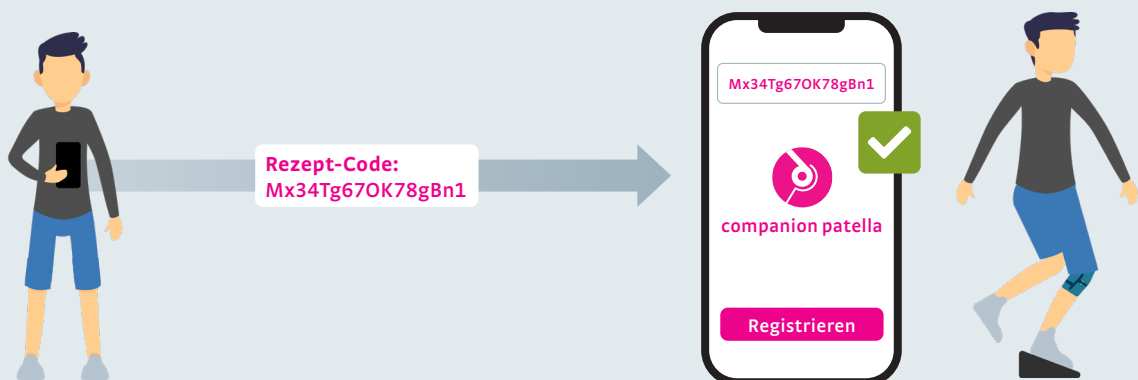 Rezept-Code:
Mx34Tg67OK78gBn1
Mx34Tg67OK78gBn1
companion patella
Registrieren